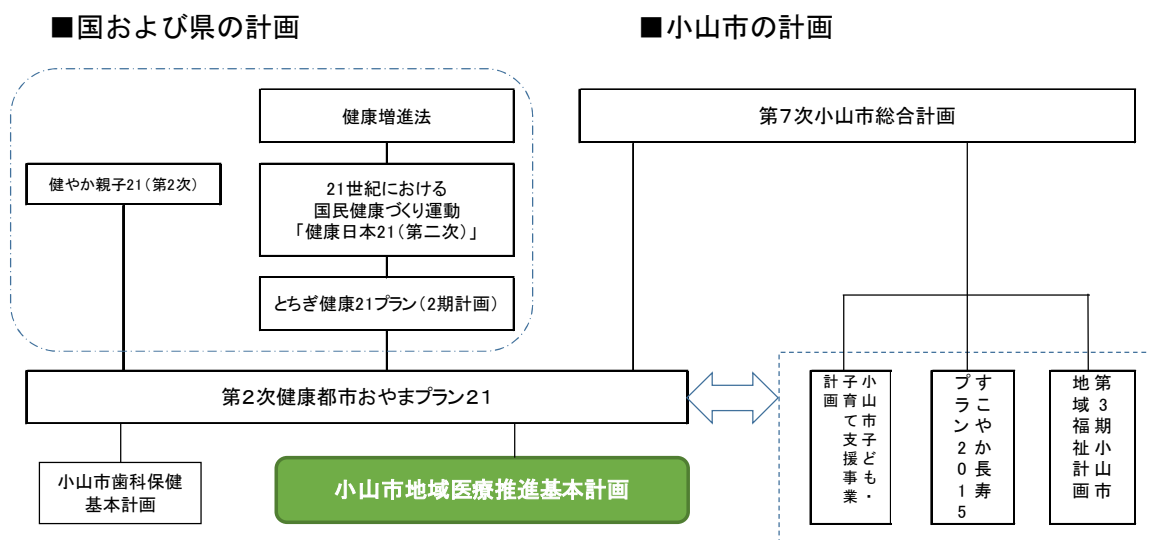 ■国および県の計画
■小山市の計画
健康増進法
第７次小山市総合計画
健やか親子21(第2次)
21世紀における
国民健康づくり運動
「健康日本21(第二次)」
とちぎ健康21プラン(2期計画)
第２次健康都市おやまプラン２１
小山市歯科保健
基本計画
小山市地域医療推進基本計画
小山市子ども・
子育て支援事業
計画
すこやか長寿
プラン２０１５
第３期小山市
地域福祉計画